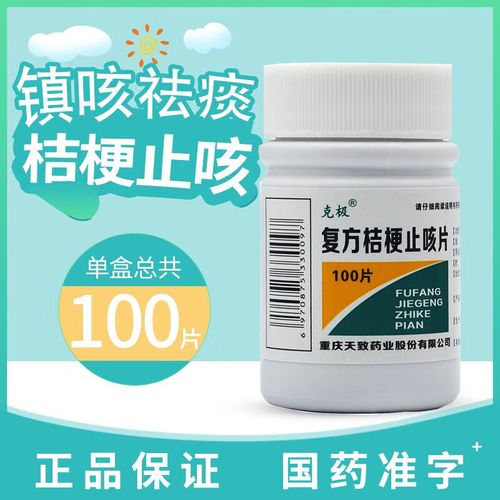 镇咳祛痰
桔梗止咳
单盒总共
100片
克极®
复方桔梗止咳片
100片
FUFANG
JIEGENG
ZHIKE
PIAN
重庆天致药业股份有限公司
请仔细阅读说明
6970875330097
正品保证 国药准字+